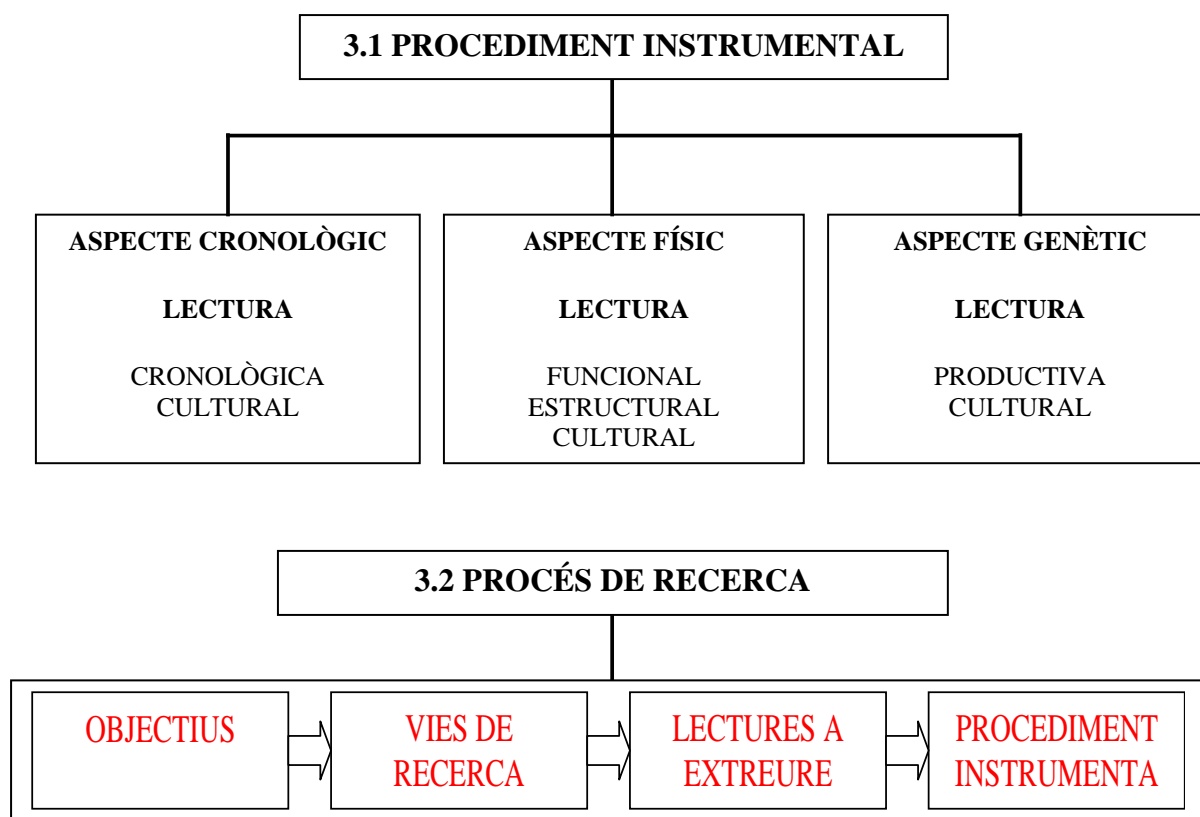 3.1 PROCEDIMENT INSTRUMENTAL
ASPECTE CRONOLÒGIC
LECTURA
CRONOLÒGICA
CULTURAL
ASPECTE FÍSIC
LECTURA
FUNCIONAL
ESTRUCTURAL
CULTURAL
ASPECTE GENÈTIC
LECTURA
PRODUCTIVA
CULTURAL
3.2 PROCÉS DE RECERCA
OBJECTIUS
VIES DE
RECERCA
LECTURES A
EXTREURE
PROCEDIMENT
INSTRUMENTA